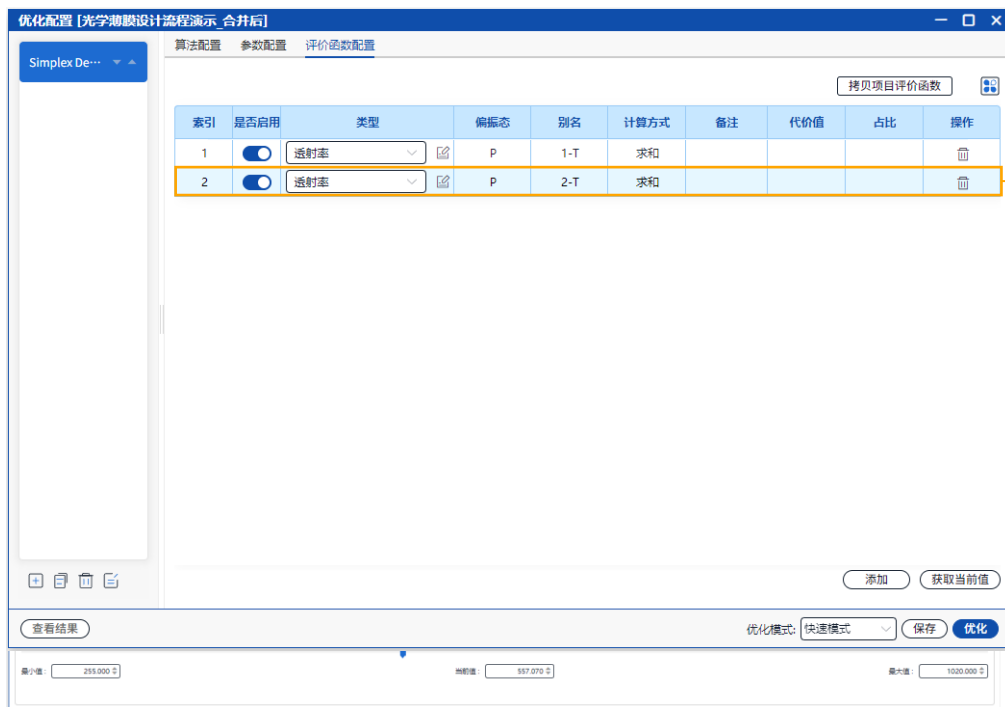 优化配置 [光学薄膜设计流程演示_合并后]
Simplex De···
算法配置 参数配置 评价函数配置
拷贝项目评价函数
索引 是否启用 类型 偏振态 别名 计算方式 备注 代价值 占比 操作
1 透射率 P 1-T 求和
2 透射率 P 2-T 求和
添加 获取当前值
查看结果 优化模式: 快速模式 保存 优化
最小值: 255.000 当前值: 557.070 最大值: 1020.000